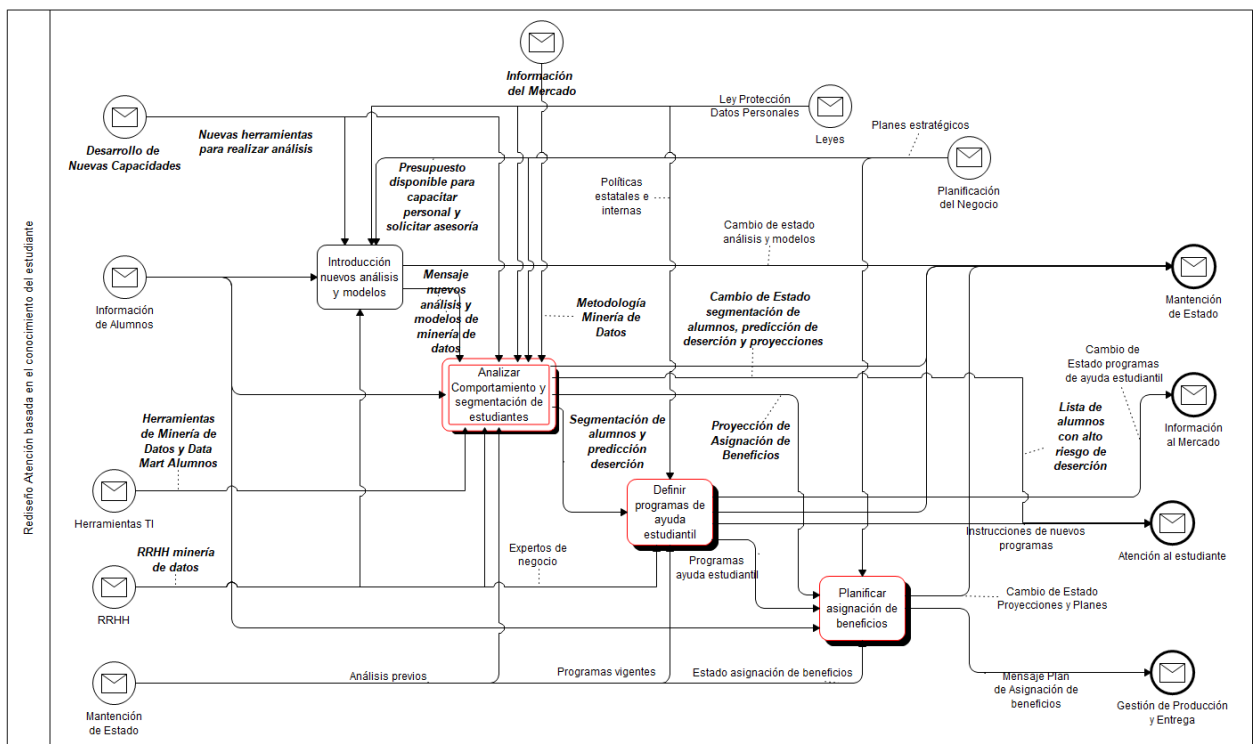 Rediseño Atención basada en el conocimiento del estudiante
Información
del Mercado
Desarrollo de
Nuevas Capacidades
Nuevas herramientas
para realizar análisis
Ley Protección
Datos Personales
Leyes
Planes estratégicos
Planificación
del Negocio
Presupuesto
disponible para
capacitar
personal y
solicitar asesoría
Políticas
estatales e
internas
Cambio de estado
análisis y modelos
Introducción
nuevos análisis
y modelos
Información
de Alumnos
Mensaje
nuevos
análisis y
modelos de
minería de
datos
Metodología
Minería de
Datos
Cambio de Estado
segmentación de
alumnos, predicción de
deserción y proyecciones
Mantención
de Estado
Cambio de
Estado programas
de ayuda estudiantil
Analizar
Comportamiento y
segmentación de
estudiantes
Herramientas
de Minería de
Datos y Data
Mart Alumnos
Segmentación de
alumnos y
predicción
deserción
Proyección de
Asignación de
Beneficios
Lista de
alumnos
con alto
riesgo de
deserción
Información
al Mercado
Herramientas TI
Definir
programas de
ayuda
estudiantil
Instrucciones de nuevos
programas
Atención al estudiante
RRHH minería
de datos
RRHH
Expertos de
negocio
Programas
ayuda estudiantil
Planificar
asignación de
beneficios
Cambio de Estado
Proyecciones y Planes
Análisis previos
Programas vigentes
Estado asignación de beneficios
Mensaje Plan
de Asignación de
beneficios
Mantención
de Estado
Gestión de Producción
y Entrega